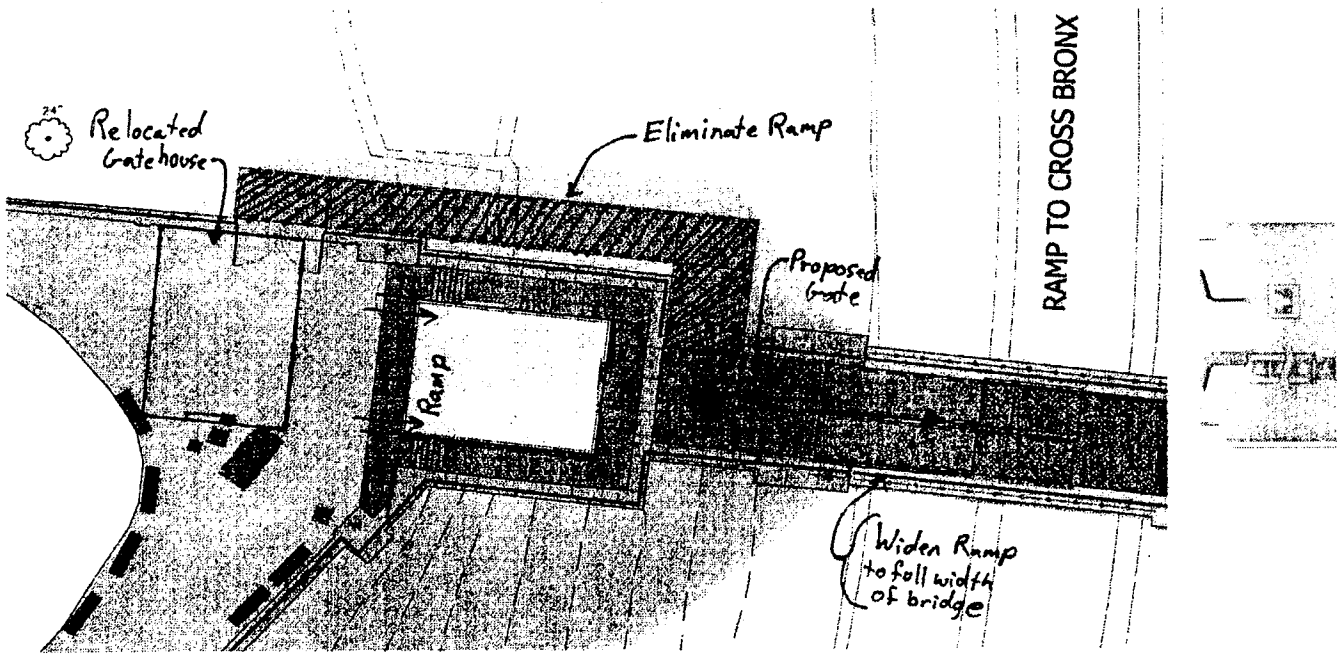 24"
Relocated
Gatehouse
Eliminate Ramp
RAMP TO CROSS BRONX
Proposed
Gate
Ramp
Widen Ramp
to full width
of bridge